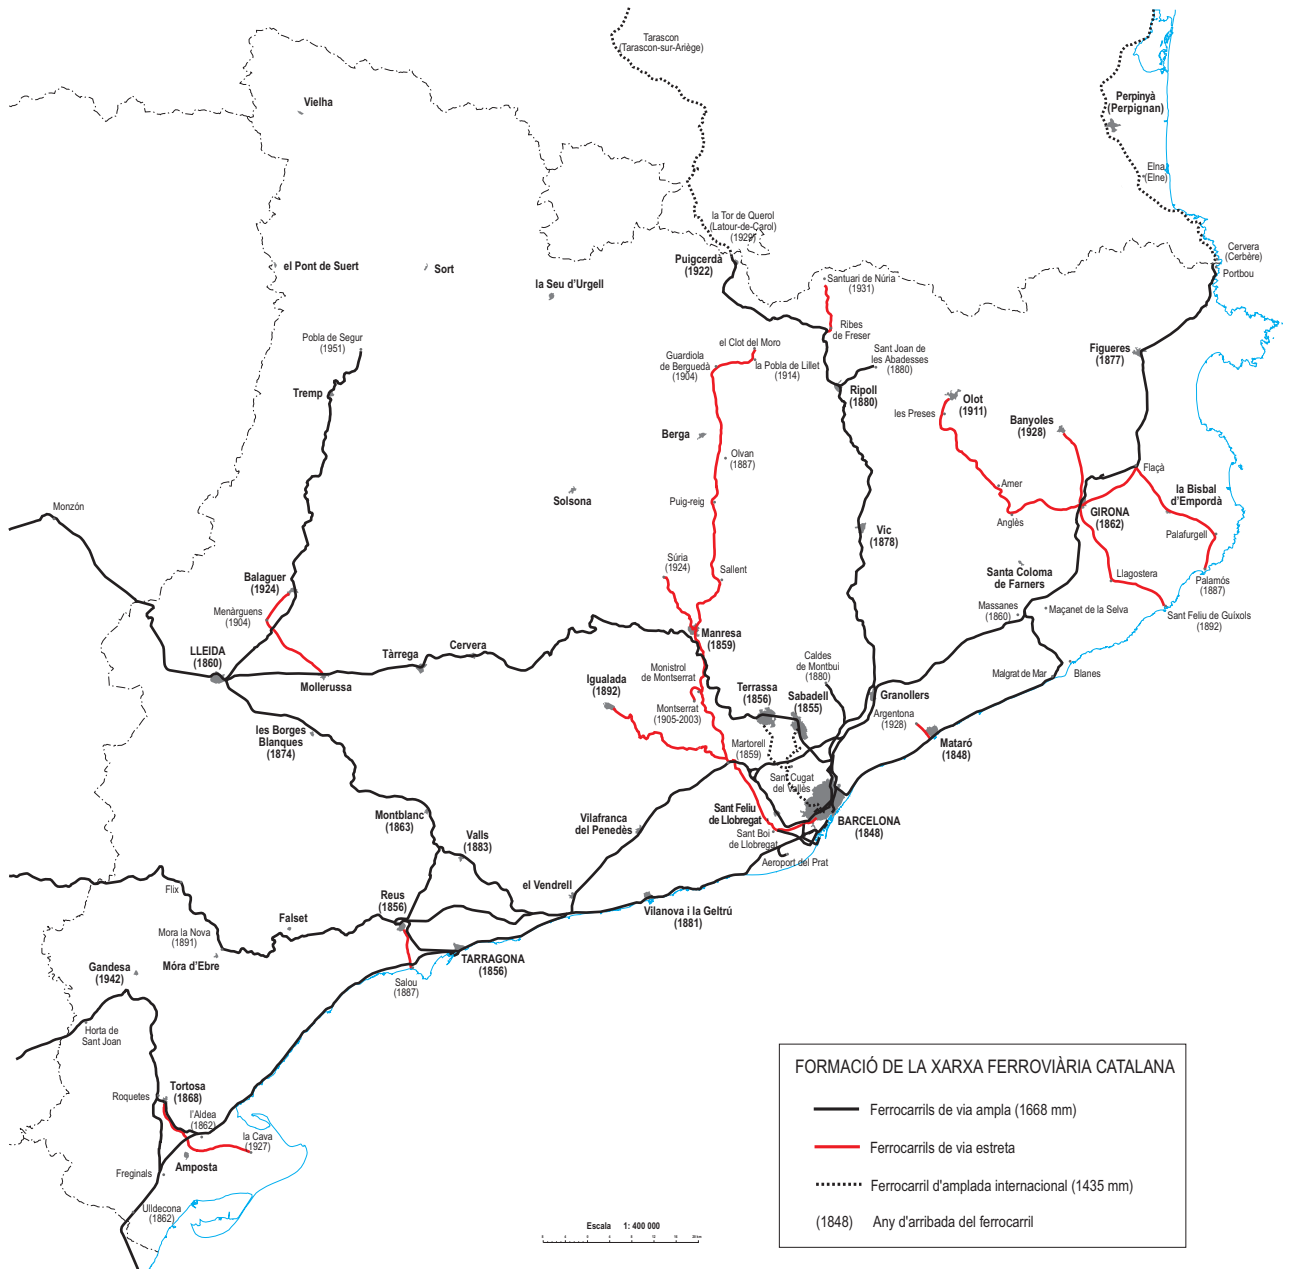 Tarascon
(Tarascon-sur-Ariège)
Vielha
Perpinyà
(Perpignan)
Elna
(Elne)
la Tor de Querol
(Latour-de-Carol)
(1929)
Puigcerdà
(1922)
Cervera
(Cerbère)
Portbou
el Pont de Suert
Sort
la Seu d'Urgell
Santuari de Núria
(1931)
Ribes
de Freser
Pobla de Segur
(1951)
el Clot del Moro
Guardiola
de Berguedà
(1904)
la Pobla de Lillet
(1914)
Sant Joan de
les Abadesses
(1880)
Figueres
(1877)
Tremp
Ripoll
(1880)
les Preses
Olot
(1911)
Banyoles
(1928)
Berga
Olvan
(1887)
Flaçà
la Bisbal
d'Empordà
Solsona
Puig-reig
Amer
Anglès
GIRONA
(1862)
Palafurgell
Monzón
Vic
(1878)
Súria
(1924)
Sallent
Santa Coloma
de Farners
Llagostera
Palamós
(1887)
Balaguer
(1924)
Menàrguens
(1904)
Massanes
(1860)
Maçanet de la Selva
Sant Feliu de Guíxols
(1892)
LLEIDA
(1860)
Tàrrega
Cervera
Manresa
(1859)
Mollerussa
Monistrol
de Montserrat
Igualada
(1892)
Montserrat
(1905-2003)
Caldes
de Montbui
(1880)
Terrassa
(1856)
Sabadell
(1855)
Granollers
Malgrat de Mar
Blanes
Argentona
(1928)
Mataró
(1848)
les Borges
Blanques
(1874)
Martorell
(1859)
Sant Cugat
del Vallès
Montblanc
(1863)
Vilafranca
del Penedès
Sant Feliu
de Llobregat
BARCELONA
(1848)
Valls
(1883)
Sant Boi
de Llobregat
Aeroport del Prat
Flix
Reus
(1856)
el Vendrell
Vilanova i la Geltrú
(1881)
Mora la Nova
(1891)
Falset
Móra d'Ebre
TARRAGONA
(1856)
Gandesa
(1942)
Salou
(1887)
Horta de
Sant Joan
Roquetes
Tortosa
(1868)
l'Aldea
(1862)
la Cava
(1927)
Amposta
Freginals
Ulldecona
(1862)
FORMACIÓ DE LA XARXA FERROVIÀRIA CATALANA
Ferrocarrils de via ampla (1668 mm)
Ferrocarrils de via estreta
Ferrocarril d'amplada internacional (1435 mm)
(1848) Any d'arribada del ferrocarril
Escala 1: 400 000
0 4 8 12 16 20 km